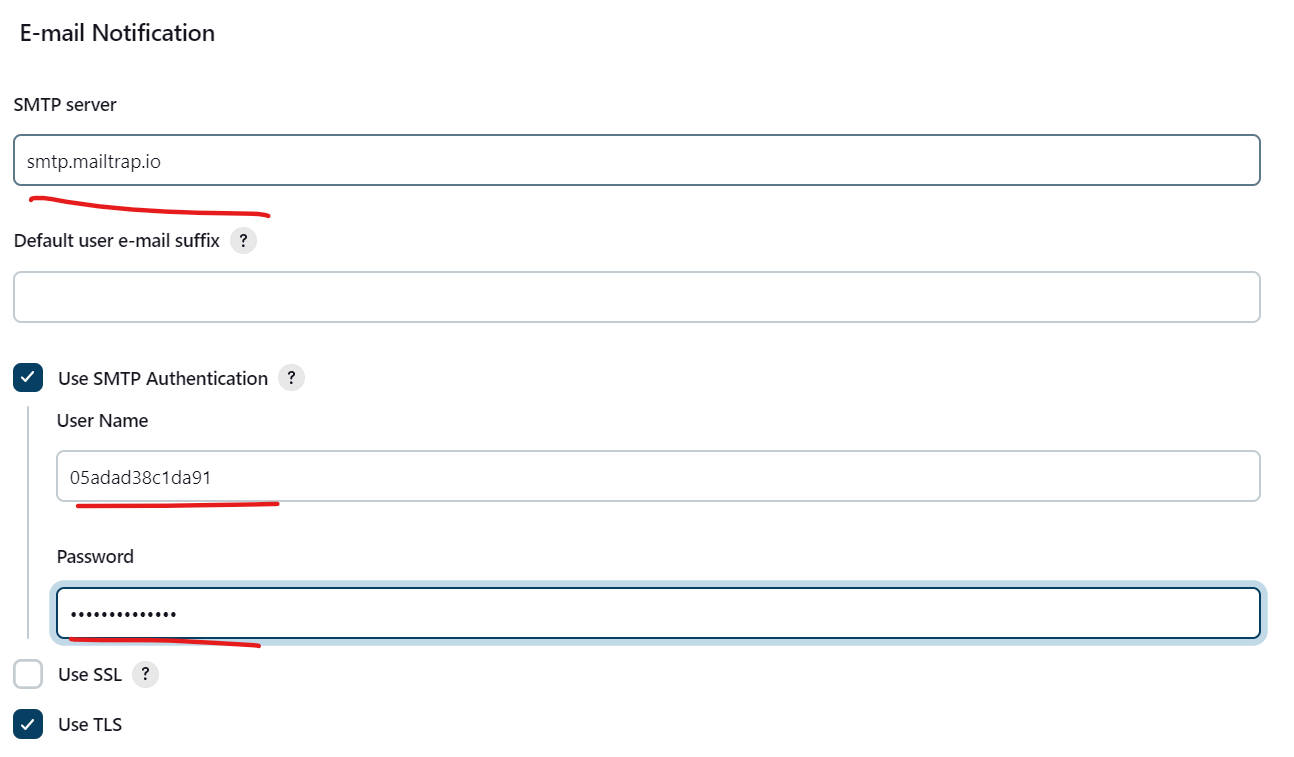 E-mail Notification
SMTP server
smtp.mailtrap.io
Default user e-mail suffix ?
Use SMTP Authentication ?
User Name
05adad38c1da91
Password
••••••••••••••
Use SSL ?
Use TLS